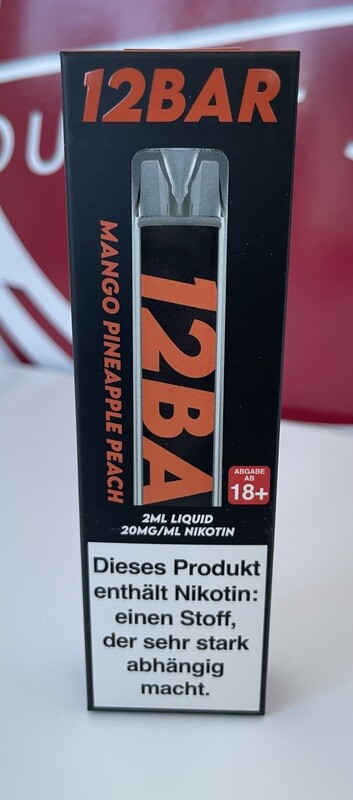 12BAR
MANGO PINEAPPLE PEACH
12BA
ABGABE
AB
18+
2ML LIQUID
20MG/ML NIKOTIN
Dieses Produkt
enthält Nikotin:
einen Stoff,
der sehr stark
abhängig
macht.